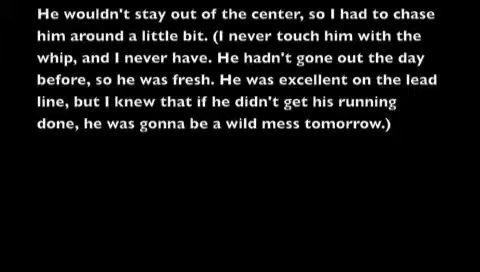 He wouldn't stay out of the center, so I had to chase
him around a little bit. (I never touch him with the
whip, and I never have. He hadn't gone out the day
before, so he was fresh. He was excellent on the lead
line, but I knew that if he didn't get his running
done, he was gonna be a wild mess tomorrow.)